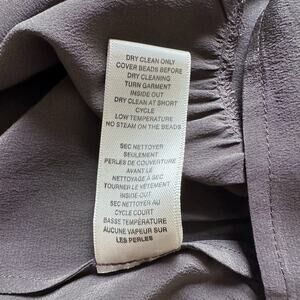 DRY CLEAN ONLY
COVER BEADS BEFORE
DRY CLEANING
TURN GARMENT
INSIDE OUT
DRY CLEAN AT SHORT
CYCLE
LOW TEMPERATURE
NO STEAM ON THE BEADS
SEC NETTOYER
SEULEMENT
PERLES DE COUVERTURE
AVANT LE
NETTOYAGE À SEC
TOURNER LE VÊTEMENT
INSIDE-OUT
SEC NETTOYER AU
CYCLE COURT
BASSE TEMPÉRATURE
AUCUNE VAPEUR SUR
LES PERLES